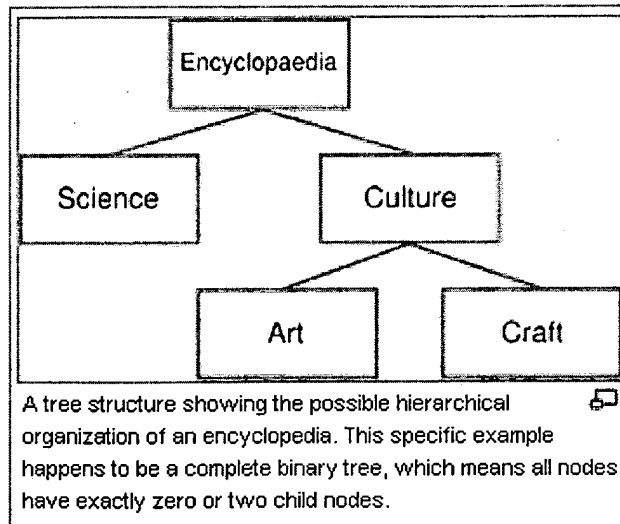 Encyclopaedia
Science
Culture
Art
Craft
A tree structure showing the possible hierarchical
organization of an encyclopedia. This specific example
happens to be a complete binary tree, which means all nodes
have exactly zero or two child nodes.